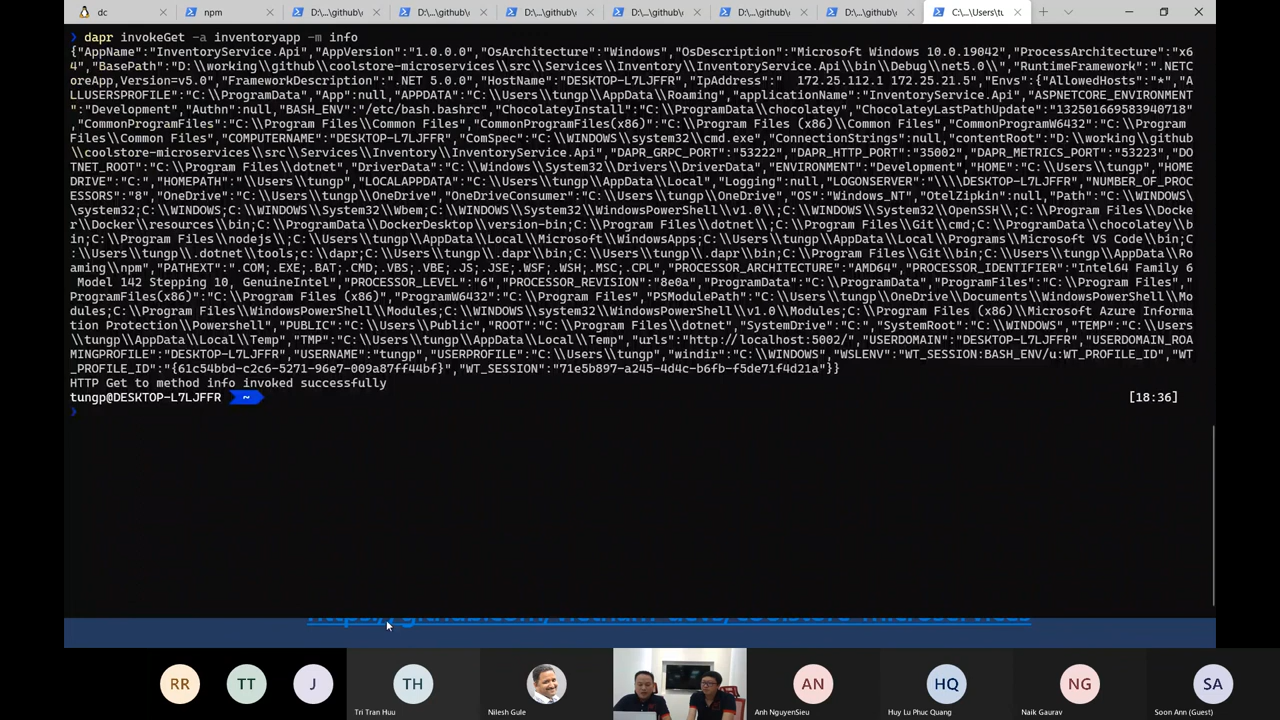 dc
npm
D:\...\github\
D:\...\github\
D:\...\github\
D:\...\github\
D:\...\github\
D:\...\github\
C:\...\Users\tu
❯ dapr invokeGet -a inventoryapp -m info
{"AppName":"InventoryService.Api","AppVersion":"1.0.0.0","OsArchitecture":"Windows","OsDescription":"Microsoft Windows 10.0.19042","ProcessArchitecture":"x6
4","BasePath":"D:\\working\\github\\coolstore-microservices\\src\\Services\\Inventory\\InventoryService.Api\\bin\\Debug\\net5.0\\","RuntimeFramework":".NETC
oreApp,Version=v5.0","FrameworkDescription":".NET 5.0.0","HostName":"DESKTOP-L7LJFFR","IpAddress":"  172.25.112.1 172.25.21.5","Envs":{"AllowedHosts":"*","A
LLUSERSPROFILE":"C:\\ProgramData","App":null,"APPDATA":"C:\\Users\\tungp\\AppData\\Roaming","applicationName":"InventoryService.Api","ASPNETCORE_ENVIRONMENT
":"Development","Authn":null,"BASH_ENV":"/etc/bash.bashrc","ChocolateyInstall":"C:\\ProgramData\\chocolatey","ChocolateyLastPathUpdate":"132501669583940718"
,"CommonProgramFiles":"C:\\Program Files\\Common Files","CommonProgramFiles(x86)":"C:\\Program Files (x86)\\Common Files","CommonProgramW6432":"C:\\Program
Files\\Common Files","COMPUTERNAME":"DESKTOP-L7LJFFR","ComSpec":"C:\\WINDOWS\\system32\\cmd.exe","ConnectionStrings":null,"contentRoot":"D:\\working\\github
\\coolstore-microservices\\src\\Services\\Inventory\\InventoryService.Api","DAPR_GRPC_PORT":"53222","DAPR_HTTP_PORT":"35002","DAPR_METRICS_PORT":"53223","DO
TNET_ROOT":"C:\\Program Files\\dotnet","DriverData":"C:\\Windows\\System32\\Drivers\\DriverData","ENVIRONMENT":"Development","HOME":"C:\\Users\\tungp","HOME
DRIVE":"C:","HOMEPATH":"\\Users\\tungp","LOCALAPPDATA":"C:\\Users\\tungp\\AppData\\Local","Logging":null,"LOGONSERVER":"\\\\DESKTOP-L7LJFFR","NUMBER_OF_PROC
ESSORS":"8","OneDrive":"C:\\Users\\tungp\\OneDrive","OneDriveConsumer":"C:\\Users\\tungp\\OneDrive","OS":"Windows_NT","OtelZipkin":null,"Path":"C:\\WINDOWS\
\system32;C:\\WINDOWS;C:\\WINDOWS\\System32\\Wbem;C:\\WINDOWS\\System32\\WindowsPowerShell\\v1.0\\;C:\\WINDOWS\\System32\\OpenSSH\\;C:\\Program Files\\Docke
r\\Docker\\resources\\bin;C:\\ProgramData\\DockerDesktop\\version-bin;C:\\Program Files\\Git\\cmd;C:\\ProgramData\\chocolatey\\b
in;C:\\Program Files\\nodejs\\;C:\\Users\\tungp\\AppData\\Local\\Microsoft\\WindowsApps;C:\\Users\\tungp\\AppData\\Local\\Programs\\Microsoft VS Code\\bin;C
:\\Users\\tungp\\.dotnet\\tools;c:\\dapr;C:\\Users\\tungp\\.dapr\\bin;C:\\Users\\tungp\\.dapr\\bin;C:\\Program Files\\dotnet;C:\\Users\\tungp\\AppData\\Ro
aming\\npm","PATHEXT":".COM;.EXE;.BAT;.CMD;.VBS;.VBE;.JS;.JSE;.WSF;.WSH;.MSC;.CPL","PROCESSOR_ARCHITECTURE":"AMD64","PROCESSOR_IDENTIFIER":"Intel64 Family 6
Model 142 Stepping 10, GenuineIntel","PROCESSOR_LEVEL":"6","PROCESSOR_REVISION":"8e0a","ProgramData":"C:\\ProgramData","ProgramFiles":"C:\\Program Files","
ProgramFiles(x86)":"C:\\Program Files (x86)","ProgramW6432":"C:\\Program Files","PSModulePath":"C:\\Users\\tungp\\OneDrive\\Documents\\WindowsPowerShell\\Mo
dules;C:\\Program Files\\WindowsPowerShell\\Modules;C:\\WINDOWS\\system32\\WindowsPowerShell\\v1.0\\Modules;C:\\Program Files (x86)\\Microsoft Azure Informa
tion Protection\\Powershell","PUBLIC":"C:\\Users\\Public","ROOT":"C:\\Program Files\\dotnet","SystemDrive":"C:","SystemRoot":"C:\\WINDOWS","TEMP":"C:\\Users
\\tungp\\AppData\\Local\\Temp","TMP":"C:\\Users\\tungp\\AppData\\Local\\Temp","urls":"http://localhost:5002/","USERDOMAIN":"DESKTOP-L7LJFFR","USERDOMAIN_ROA
MINGPROFILE":"DESKTOP-L7LJFFR","USERNAME":"tungp","USERPROFILE":"C:\\Users\\tungp","windir":"C:\\WINDOWS","WSLENV":"WT_SESSION:BASH_ENV/u:WT_PROFILE_ID","WT
_PROFILE_ID":"{61c54bbd-c2c6-5271-96e7-009a87ff44bf}","WT_SESSION":"71e5b897-a245-4d4c-b6fb-f5de71f4d21a"}}
HTTP Get to method info invoked successfully
tungp@DESKTOP-L7LJFFR ~ [18:36]
❯
https://github.com/vietnam-devs/coolstore-microservices
RR
TT
J
TH
AN
HQ
NG
SA
Tri Tran Huu
Nilesh Gule
Anh NguyenSieu
Huy Lu Phuc Quang
Naik Gaurav
Soon Ann (Guest)